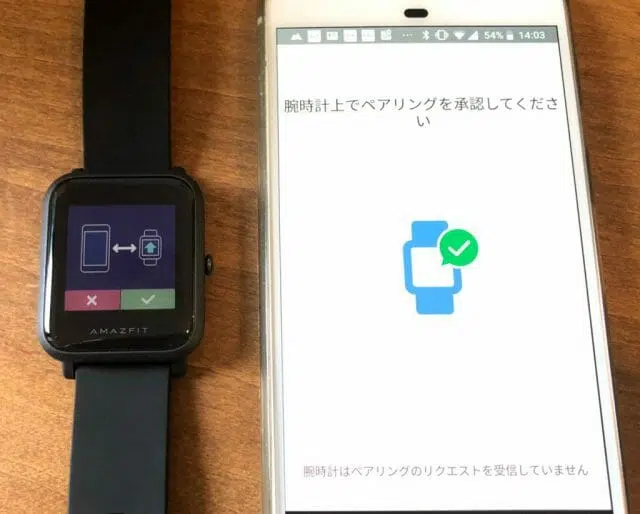 54% 14:03
腕時計上でペアリングを承認してくださ
い
AMAZFIT
腕時計はペアリングのリクエストを受信していません